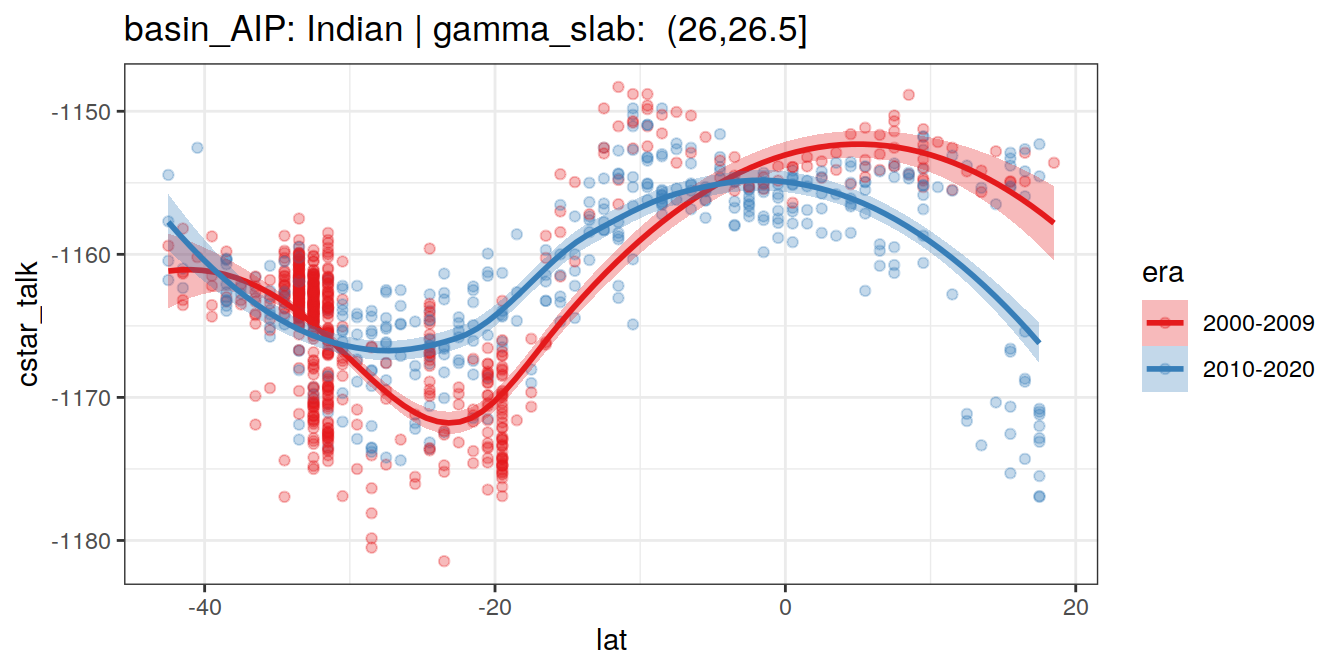 basin_AIP: Indian | gamma_slab:  (26,26.5]
-1150
-1160
-1170
-1180
cstar_talk
-40
-20
0
20
lat
era
2000-2009
2010-2020